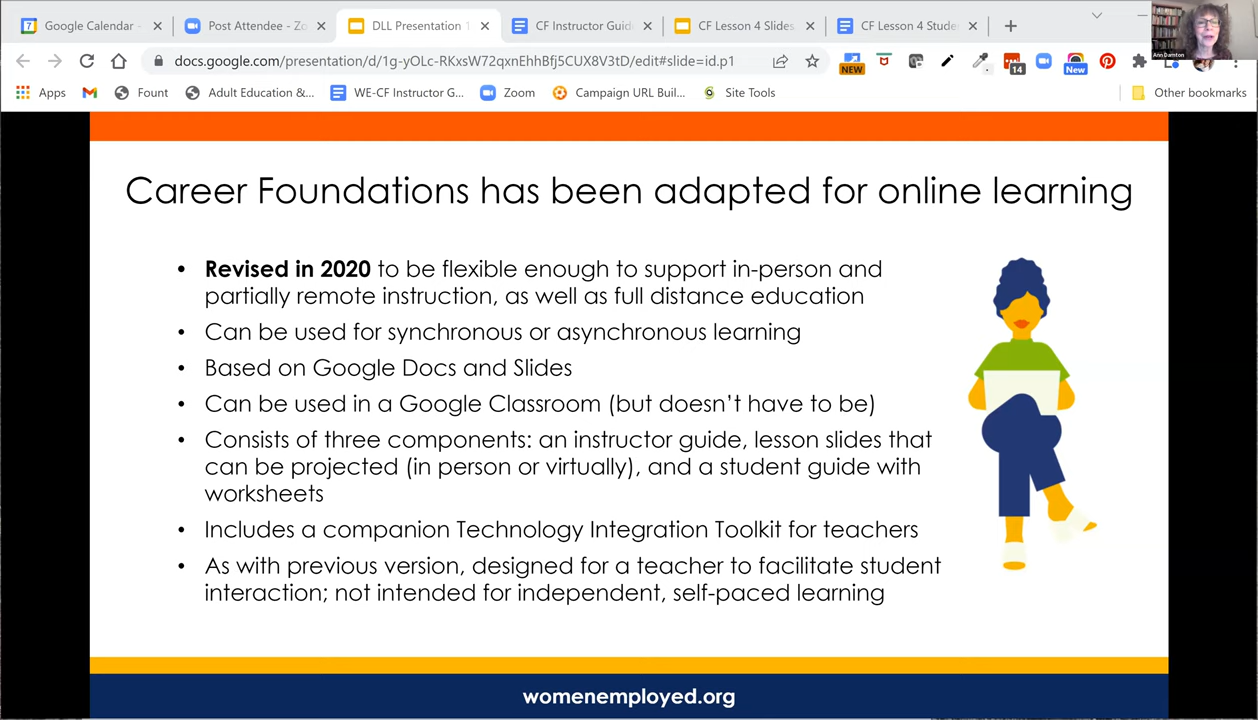 Google Calendar -
Post Attendee - Zo
DLL Presentation 1
CF Instructor Guid
CF Lesson 4 Slides
CF Lesson 4 Stude
docs.google.com/presentation/d/1g-yOLc-RKXsW72qxnEhhBfj5CUX8V3tD/edit#slide=id.p1
NEW
14
New
Apps
Fount
Adult Education &...
WE-CF Instructor G...
Zoom
Campaign URL Buil...
Site Tools
Other bookmarks
Career Foundations has been adapted for online learning
• Revised in 2020 to be flexible enough to support in-person and
partially remote instruction, as well as full distance education
• Can be used for synchronous or asynchronous learning
• Based on Google Docs and Slides
• Can be used in a Google Classroom (but doesn't have to be)
• Consists of three components: an instructor guide, lesson slides that
can be projected (in person or virtually), and a student guide with
worksheets
• Includes a companion Technology Integration Toolkit for teachers
• As with previous version, designed for a teacher to facilitate student
interaction; not intended for independent, self-paced learning
womenemployed.org